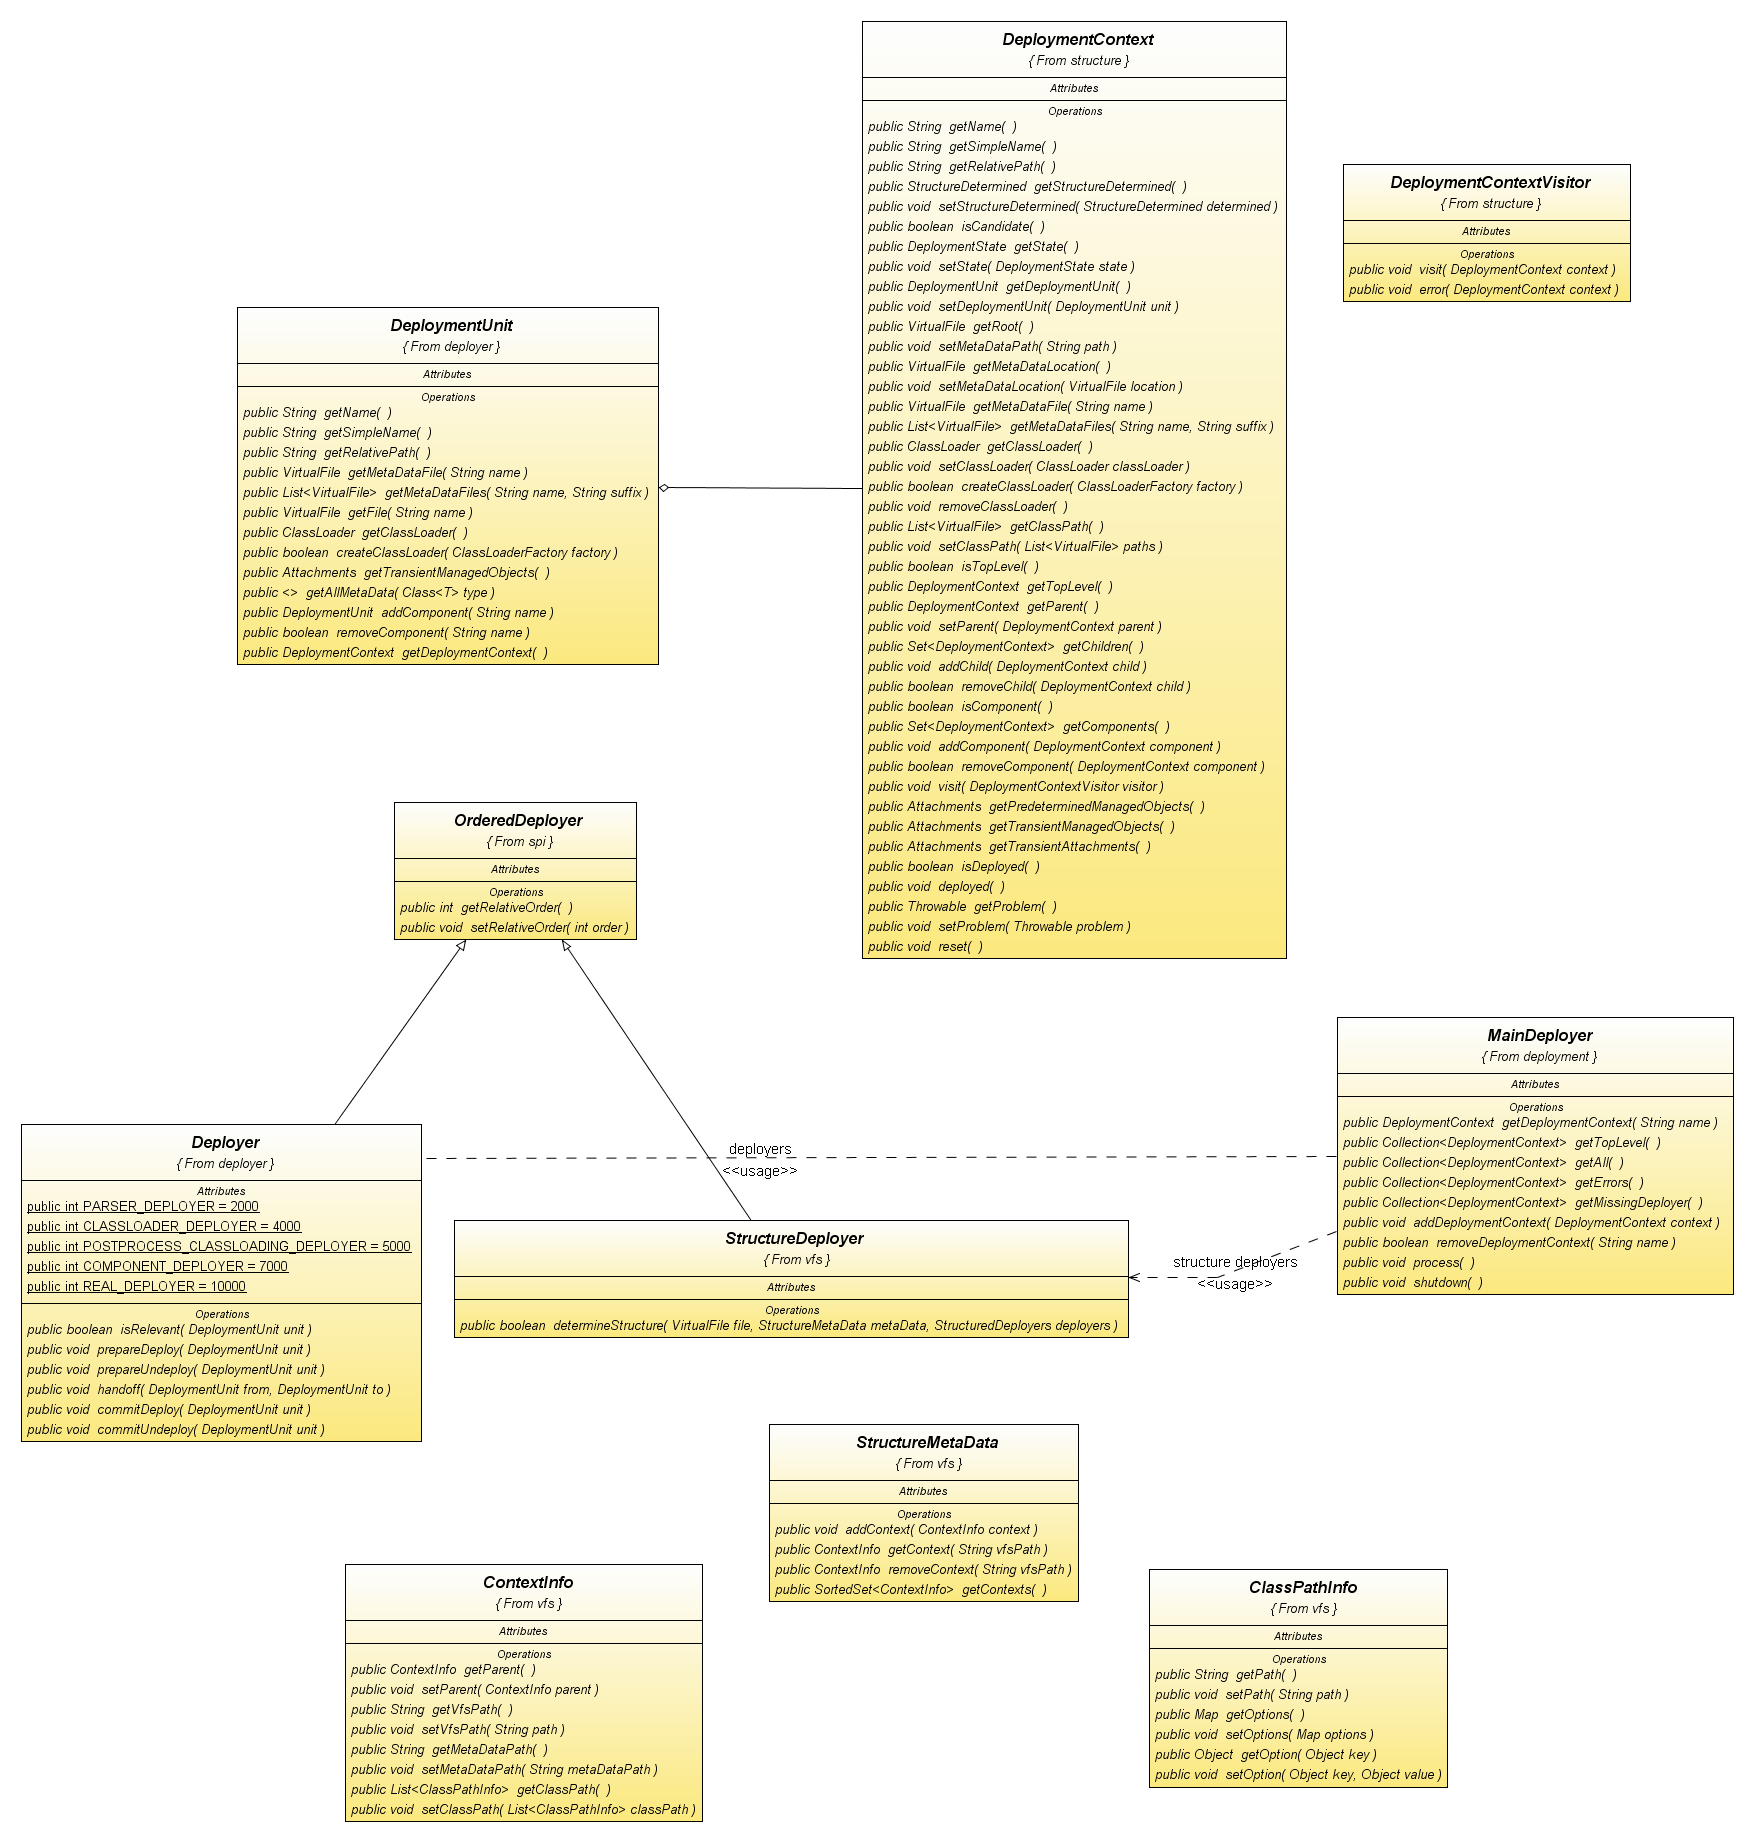 DeploymentContext
{ From structure }
Attributes
Operations
public String getName( )
public String getSimpleName( )
public String getRelativePath( )
public StructureDetermined getStructureDetermined( )
public void setStructureDetermined( StructureDetermined determined )
public boolean isCandidate( )
public DeploymentState getState( )
public void setState( DeploymentState state )
public DeploymentUnit getDeploymentUnit( )
public void setDeploymentUnit( DeploymentUnit unit )
public VirtualFile getRoot( )
public void setMetaDataPath( String path )
public VirtualFile getMetaDataLocation( )
public void setMetaDataLocation( VirtualFile location )
public VirtualFile getMetaDataFile( String name )
public List<VirtualFile> getMetaDataFiles( String name, String suffix )
public ClassLoader getClassLoader( )
public void setClassLoader( ClassLoader classLoader )
public boolean createClassLoader( ClassLoaderFactory factory )
public void removeClassLoader( )
public List<VirtualFile> getClassPath( )
public void setClassPath( List<VirtualFile> paths )
public boolean isTopLevel( )
public DeploymentContext getTopLevel( )
public DeploymentContext getParent( )
public void setParent( DeploymentContext parent )
public Set<DeploymentContext> getChildren( )
public void addChild( DeploymentContext child )
public boolean removeChild( DeploymentContext child )
public boolean isComponent( )
public Set<DeploymentContext> getComponents( )
public void addComponent( DeploymentContext component )
public boolean removeComponent( DeploymentContext component )
public void visit( DeploymentContextVisitor visitor )
public Attachments getPredeterminedManagedObjects( )
public Attachments getTransientManagedObjects( )
public Attachments getTransientAttachments( )
public boolean isDeployed( )
public void deployed( )
public Throwable getProblem( )
public void setProblem( Throwable problem )
public void reset( )
DeploymentContextVisitor
{ From structure }
Attributes
Operations
public void visit( DeploymentContext context )
public void error( DeploymentContext context )
DeploymentUnit
{ From deployer }
Attributes
Operations
public String getName( )
public String getSimpleName( )
public String getRelativePath( )
public VirtualFile getMetaDataFile( String name )
public List<VirtualFile> getMetaDataFiles( String name, String suffix )
public VirtualFile getFile( String name )
public ClassLoader getClassLoader( )
public boolean createClassLoader( ClassLoaderFactory factory )
public Attachments getTransientManagedObjects( )
public <> getAllMetaData( Class<T> type )
public DeploymentUnit addComponent( String name )
public boolean removeComponent( String name )
public DeploymentContext getDeploymentContext( )
OrderedDeployer
{ From spi }
Attributes
Operations
public int getRelativeOrder( )
public void setRelativeOrder( int order )
MainDeployer
{ From deployment }
Attributes
Operations
public DeploymentContext getDeploymentContext( String name )
public Collection<DeploymentContext> getTopLevel( )
public Collection<DeploymentContext> getAll( )
public Collection<DeploymentContext> getErrors( )
public Collection<DeploymentContext> getMissingDeployer( )
public void addDeploymentContext( DeploymentContext context )
public boolean removeDeploymentContext( String name )
public void process( )
public void shutdown( )
Deployer
{ From deployer }
Attributes
public int PARSER_DEPLOYER = 2000
public int CLASSLOADER_DEPLOYER = 4000
public int POSTPROCESS_CLASSLOADING_DEPLOYER = 5000
public int COMPONENT_DEPLOYER = 7000
public int REAL_DEPLOYER = 10000
Operations
public boolean isRelevant( DeploymentUnit unit )
public void prepareDeploy( DeploymentUnit unit )
public void prepareUndeploy( DeploymentUnit unit )
public void handoff( DeploymentUnit from, DeploymentUnit to )
public void commitDeploy( DeploymentUnit unit )
public void commitUndeploy( DeploymentUnit unit )
deployers
<<usage>>
StructureDeployer
{ From vfs }
Attributes
Operations
public boolean determineStructure( VirtualFile file, StructureMetaData metaData, StructuredDeployers deployers )
structure deployers
<<usage>>
StructureMetaData
{ From vfs }
Attributes
Operations
public void addContext( ContextInfo context )
public ContextInfo getContext( String vfsPath )
public ContextInfo removeContext( String vfsPath )
public SortedSet<ContextInfo> getContexts( )
ContextInfo
{ From vfs }
Attributes
Operations
public ContextInfo getParent( )
public void setParent( ContextInfo parent )
public String getVfsPath( )
public void setVfsPath( String path )
public String getMetaDataPath( )
public void setMetaDataPath( String metaDataPath )
public List<ClassPathInfo> getClassPath( )
public void setClassPath( List<ClassPathInfo> classPath )
ClassPathInfo
{ From vfs }
Attributes
Operations
public String getPath( )
public void setPath( String path )
public Map getOptions( )
public void setOptions( Map options )
public Object getOption( Object key )
public void setOption( Object key, Object value )